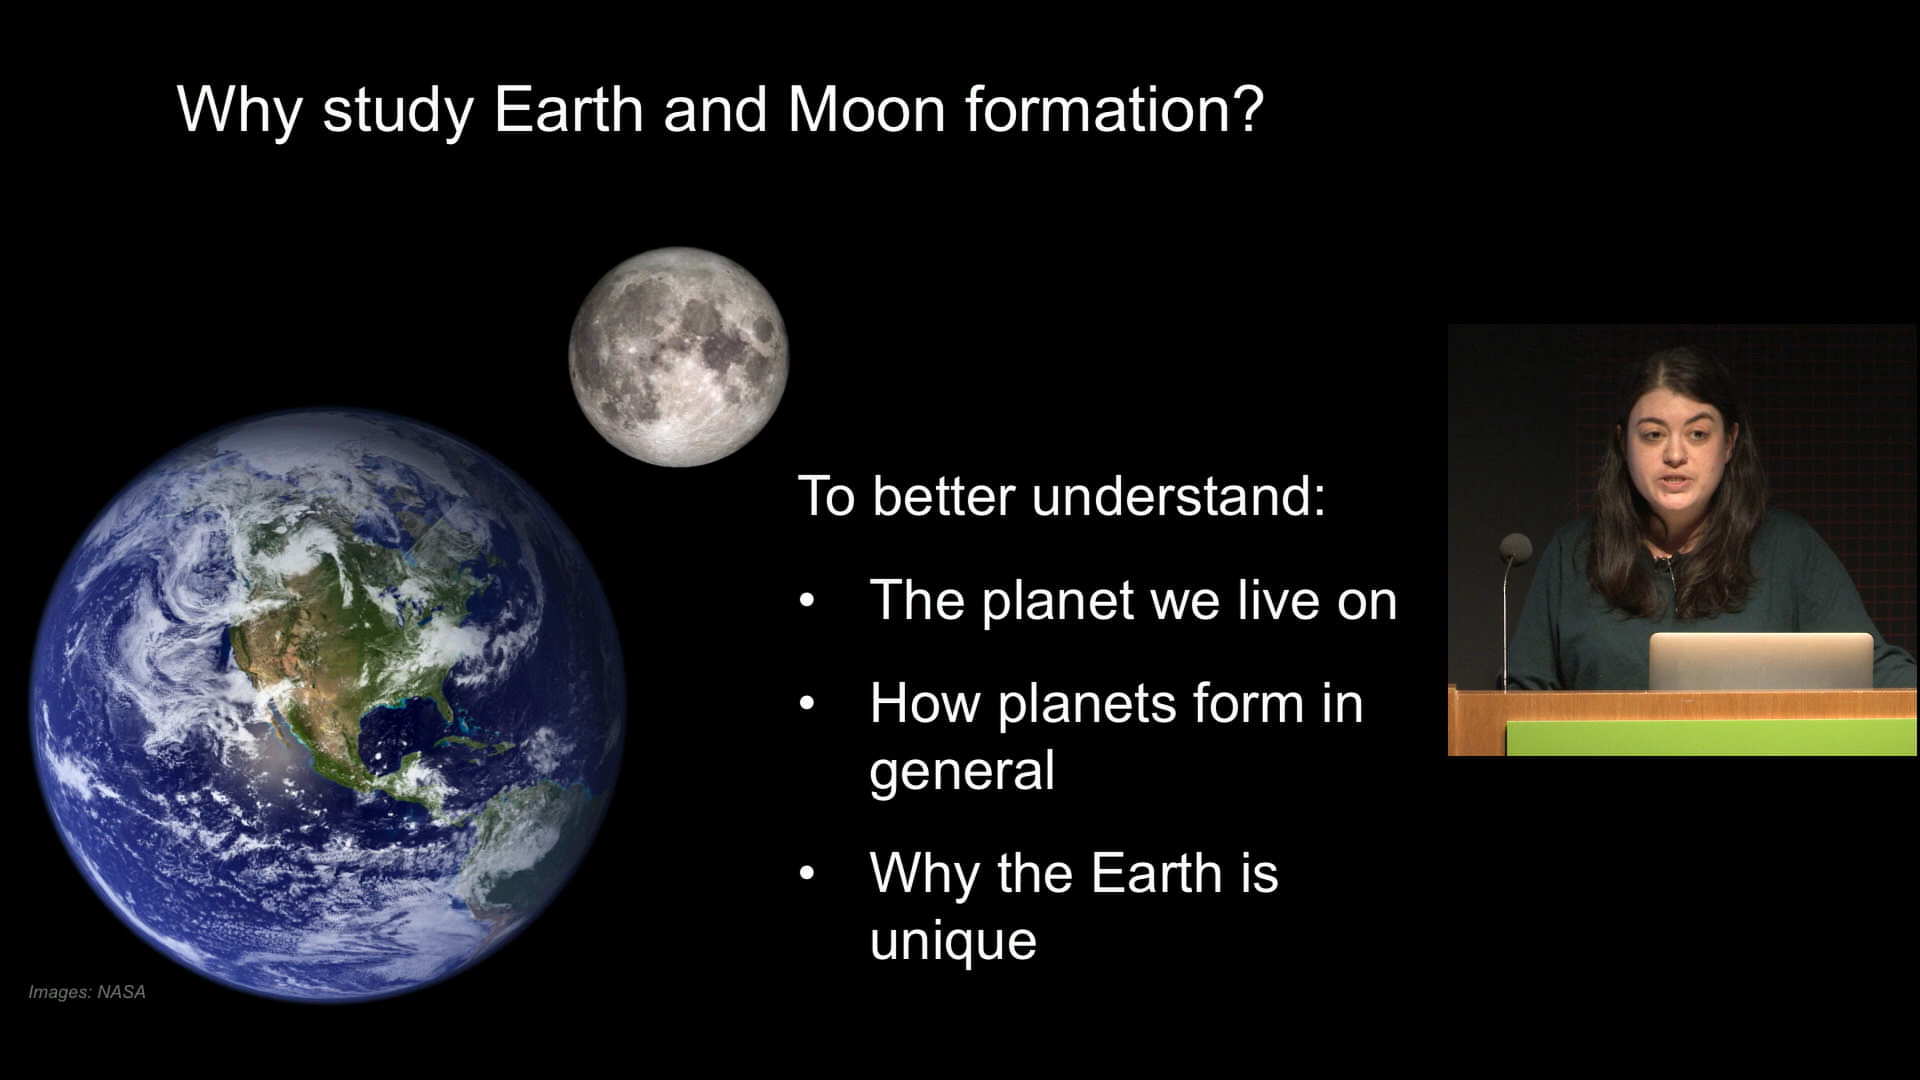 Why study Earth and Moon formation?
To better understand:
• The planet we live on
• How planets form in
general
• Why the Earth is
unique
Images: NASA